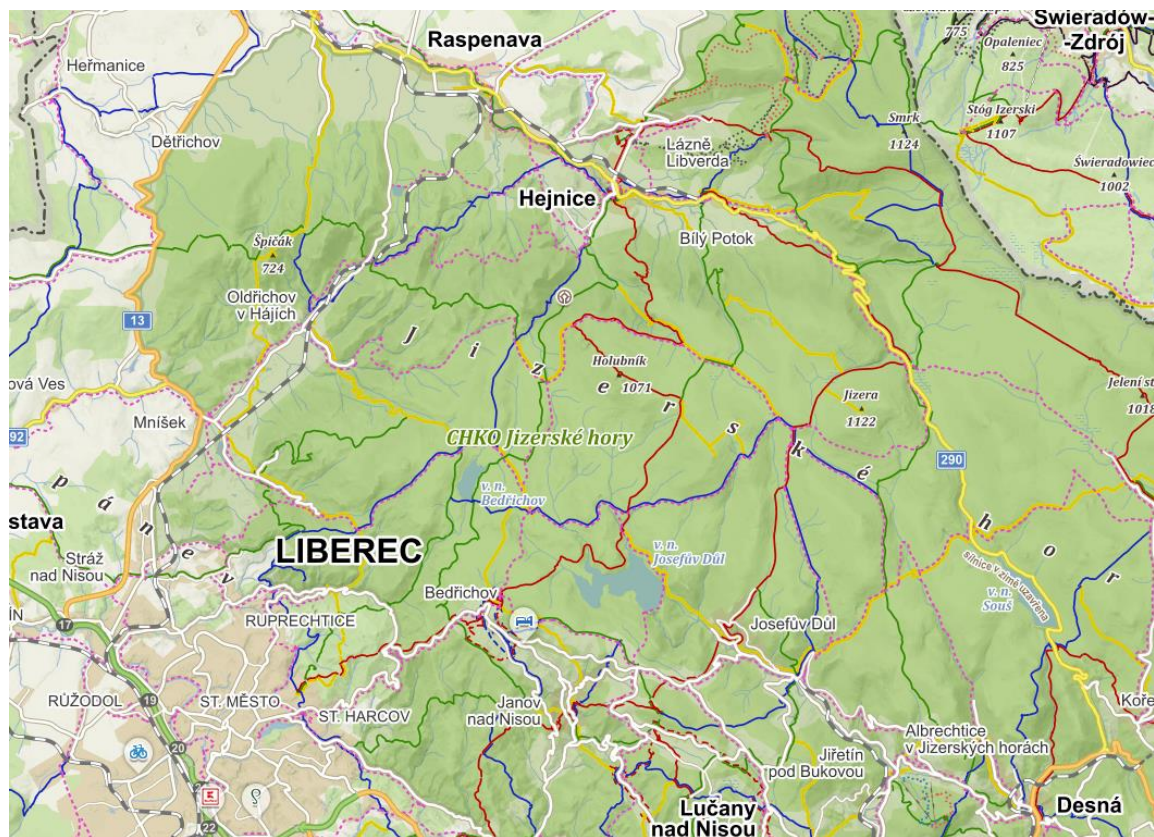 Raspenava
Heřmanice
Dětřichov
Świeradów-
-Zdrój
775
Opaleniec
825
Stóg Izerski
1107
Smrk
1124
Świeradowiec
1002
Lázně
Libverda
Hejnice
Bílý Potok
Špičák
724
Oldřichov
v Hájích
13
Holubník
1071
Jizera
1122
Jelení st
1018
ová Ves
92
Mníšek
J i z e r s k é h o r
CHKO Jizerské hory
v. n.
Bedřichov
290
p á n e v
stava
LIBEREC
Stráž
nad Nisou
v. n.
Josefův Důl
silnice v zimě uzavřena
v. n.
Souš
Bedřichov
RUPRECHTICE
Josefův Důl
ÍN
17
RŮŽODOL
19
ST. MĚSTO
ST. HARCOV
Janov
nad Nisou
Koře
20
Albrechtice
v Jizerských horách
Jiřetín
pod Bukovou
Lučany
nad Nisou
Desná
22